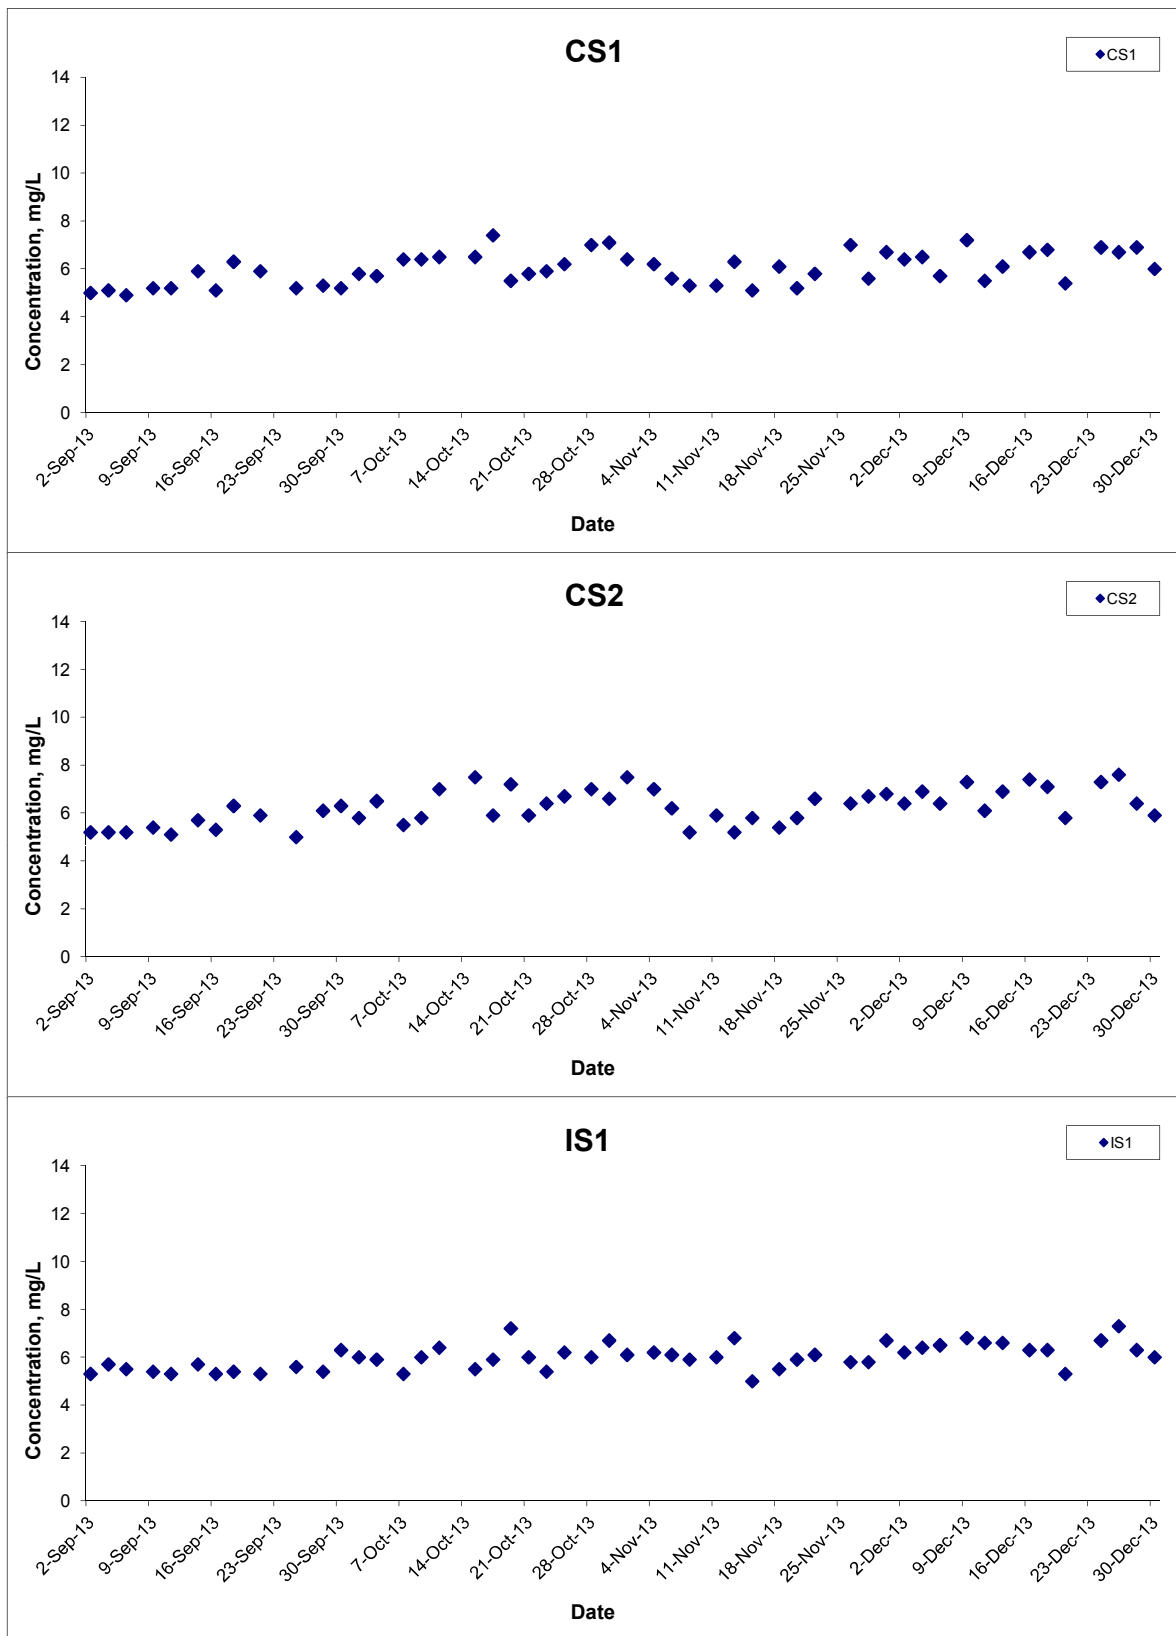 CS1
CS1
14
12
10
8
6
4
2
0
Concentration, mg/L
2-Sep-13
9-Sep-13
16-Sep-13
23-Sep-13
30-Sep-13
7-Oct-13
14-Oct-13
21-Oct-13
28-Oct-13
4-Nov-13
11-Nov-13
18-Nov-13
25-Nov-13
2-Dec-13
9-Dec-13
16-Dec-13
23-Dec-13
30-Dec-13
Date
CS2
CS2
14
12
10
8
6
4
2
0
Concentration, mg/L
2-Sep-13
9-Sep-13
16-Sep-13
23-Sep-13
30-Sep-13
7-Oct-13
14-Oct-13
21-Oct-13
28-Oct-13
4-Nov-13
11-Nov-13
18-Nov-13
25-Nov-13
2-Dec-13
9-Dec-13
16-Dec-13
23-Dec-13
30-Dec-13
Date
IS1
IS1
14
12
10
8
6
4
2
0
Concentration, mg/L
2-Sep-13
9-Sep-13
16-Sep-13
23-Sep-13
30-Sep-13
7-Oct-13
14-Oct-13
21-Oct-13
28-Oct-13
4-Nov-13
11-Nov-13
18-Nov-13
25-Nov-13
2-Dec-13
9-Dec-13
16-Dec-13
23-Dec-13
30-Dec-13
Date